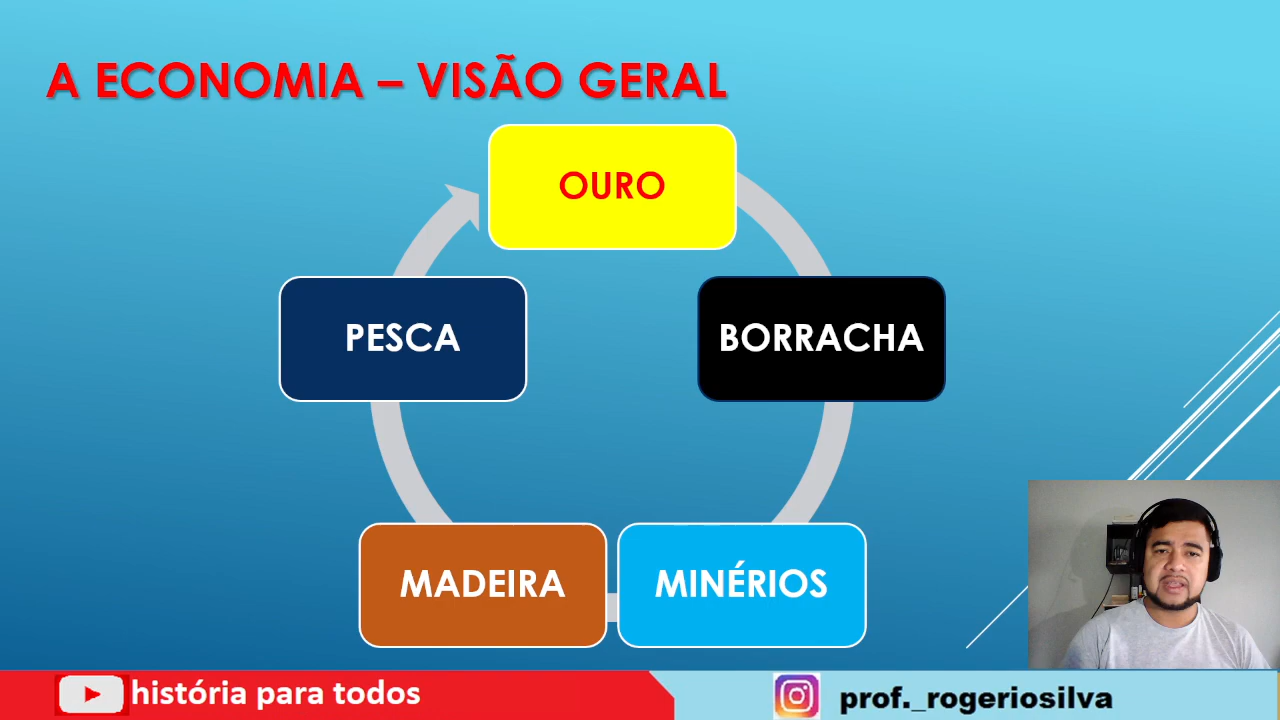 A ECONOMIA – VISÃO GERAL
OURO
PESCA
BORRACHA
MADEIRA
MINÉRIOS
história para todos
prof._rogeriosilva